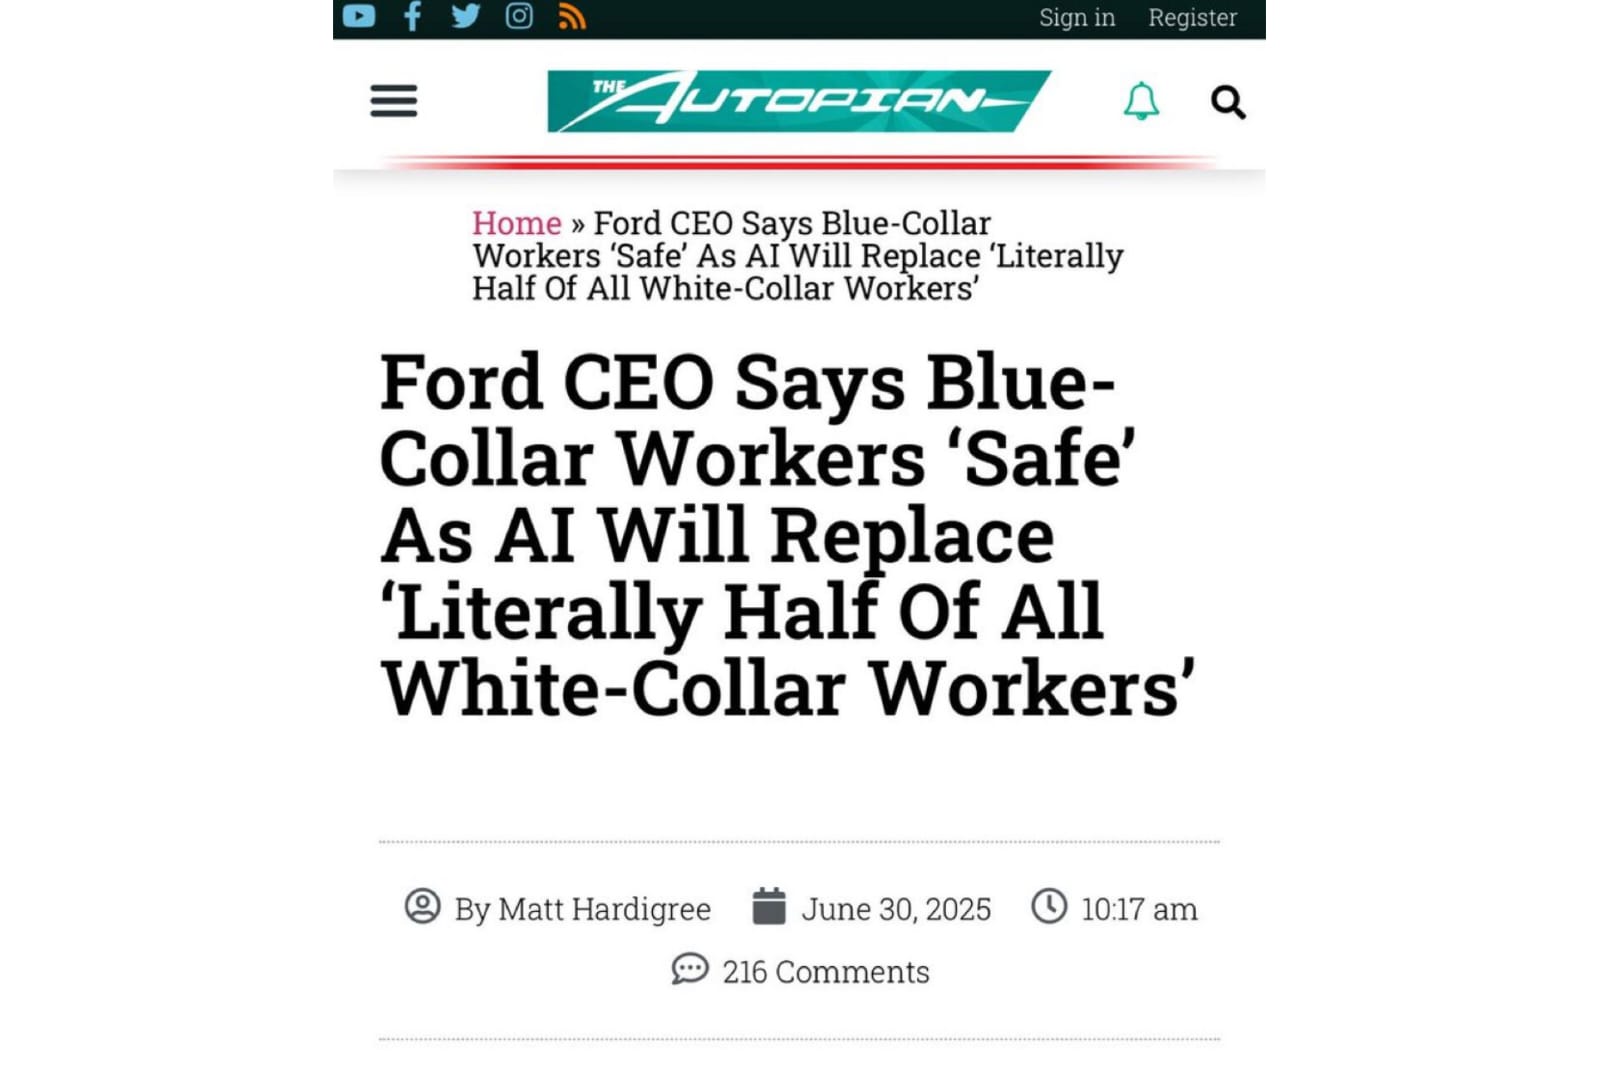 Sign in Register
THE AUTOPIAN
Home » Ford CEO Says Blue-Collar
Workers ‘Safe’ As AI Will Replace ‘Literally
Half Of All White-Collar Workers’
Ford CEO Says Blue-
Collar Workers ‘Safe’
As AI Will Replace
‘Literally Half Of All
White-Collar Workers’
By Matt Hardigree June 30, 2025 10:17 am
216 Comments